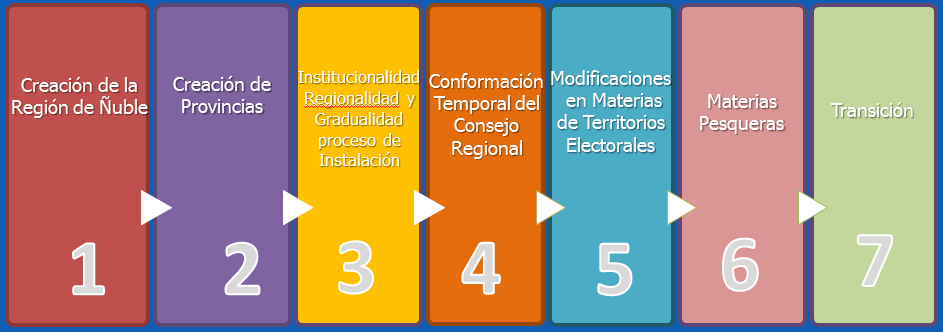 Creación de la
Región de Ñuble
1
Creación de
Provincias
2
Institucionalidad
Regionalidad y
Gradualidad
proceso de
Instalación
3
Conformación
Temporal del
Consejo
Regional
4
Modificaciones
en Materias
de Territorios
Electorales
5
Materias
Pesqueras
6
Transición
7